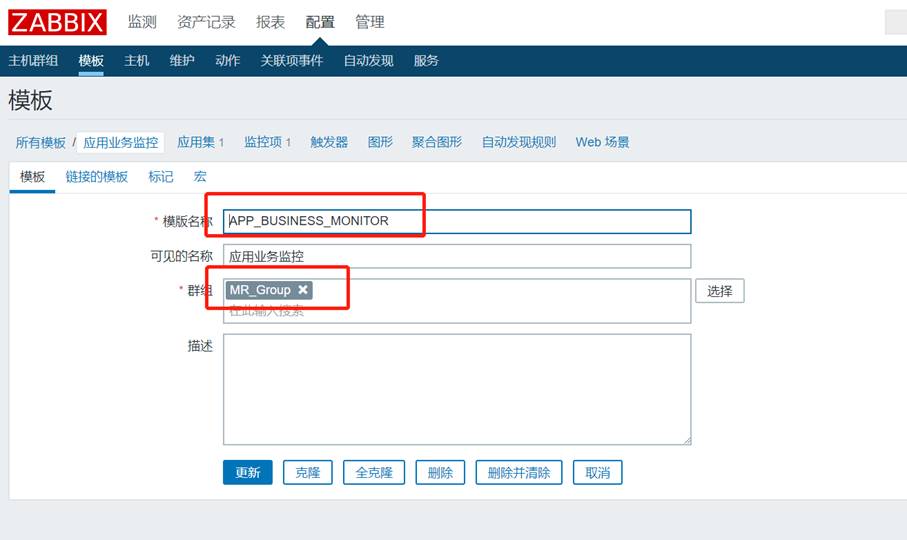 ZABBIX 监测 资产记录 报表 配置 管理
主机群组 模板 主机 维护 动作 关联项事件 自动发现 服务
模板
所有模板 / 应用业务监控 应用集 1 监控项 1 触发器 图形 聚合图形 自动发现规则 Web 场景
模板 链接的模板 标记 宏
* 模版名称 APP_BUSINESS_MONITOR
可见的名称 应用业务监控
* 群组 MR_Group ✖ 选择
在此输入搜索
描述
更新 克隆 全克隆 删除 删除并清除 取消